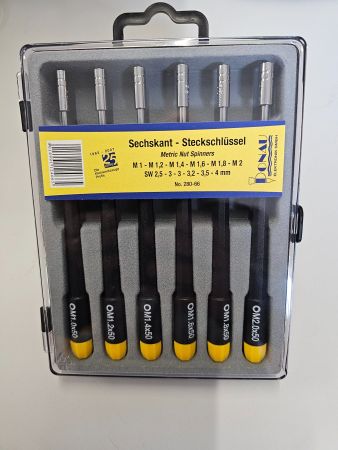 Sechskant - Steckschlüssel
Metric Nut Spinners
M 1 - M 1,2 - M 1,4 - M 1,6 - M 1,8 - M 2
SW 2,5 - 3 - 3 - 3,2 - 3,5 - 4 mm
No. 280-66
25
DONAU
ELEKTRONIK GMBH
OM1.0x50
OM1.2x50
OM1.4x50
OM1.6x50
OM1.8x50
OM2.0x50